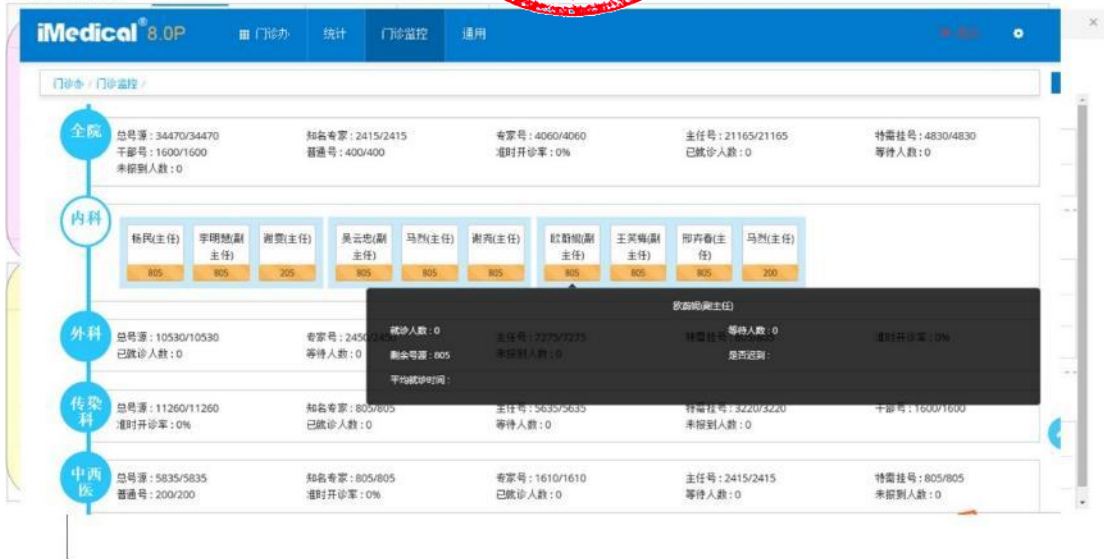 iMedical®8.0P
门诊办 统计 门诊监控 通用
门诊办 / 门诊监控 /
全院
总号源:34470/34470 知名专家:2415/2415 专家号:4060/4060 主任号:21165/21165 特需挂号:4830/4830
干部号:1600/1600 普通号:400/400 准时开诊率:0% 已就诊人数:0 等待人数:0
未报到人数:0
内科
杨民(主任) 李明慧(副主任) 谢雯(主任) 吴云忠(副主任) 马烈(主任) 谢亮(主任) 欧蔚妮(副主任) 王笑梅(副主任) 邢卉春(主任) 马烈(主任)
805 805 205 805 805 805 805 805 805 200
欧蔚妮(副主任)
就诊人数:0 等待人数:0
剩余号源:805 是否迟到:
平均就诊时间:
外科
总号源:10530/10530 专家号:2450/2450 主任号:7275/7275 特需挂号:805/805 准时开诊率:0%
已就诊人数:0 等待人数:0 未报到人数:0
传染科
总号源:11260/11260 知名专家:805/805 主任号:5635/5635 特需挂号:3220/3220 干部号:1600/1600
准时开诊率:0% 已就诊人数:0 等待人数:0 未报到人数:0
中西医
总号源:5835/5835 知名专家:805/805 专家号:1610/1610 主任号:2415/2415 特需挂号:805/805
普通号:200/200 准时开诊率:0% 已就诊人数:0 等待人数:0 未报到人数:0